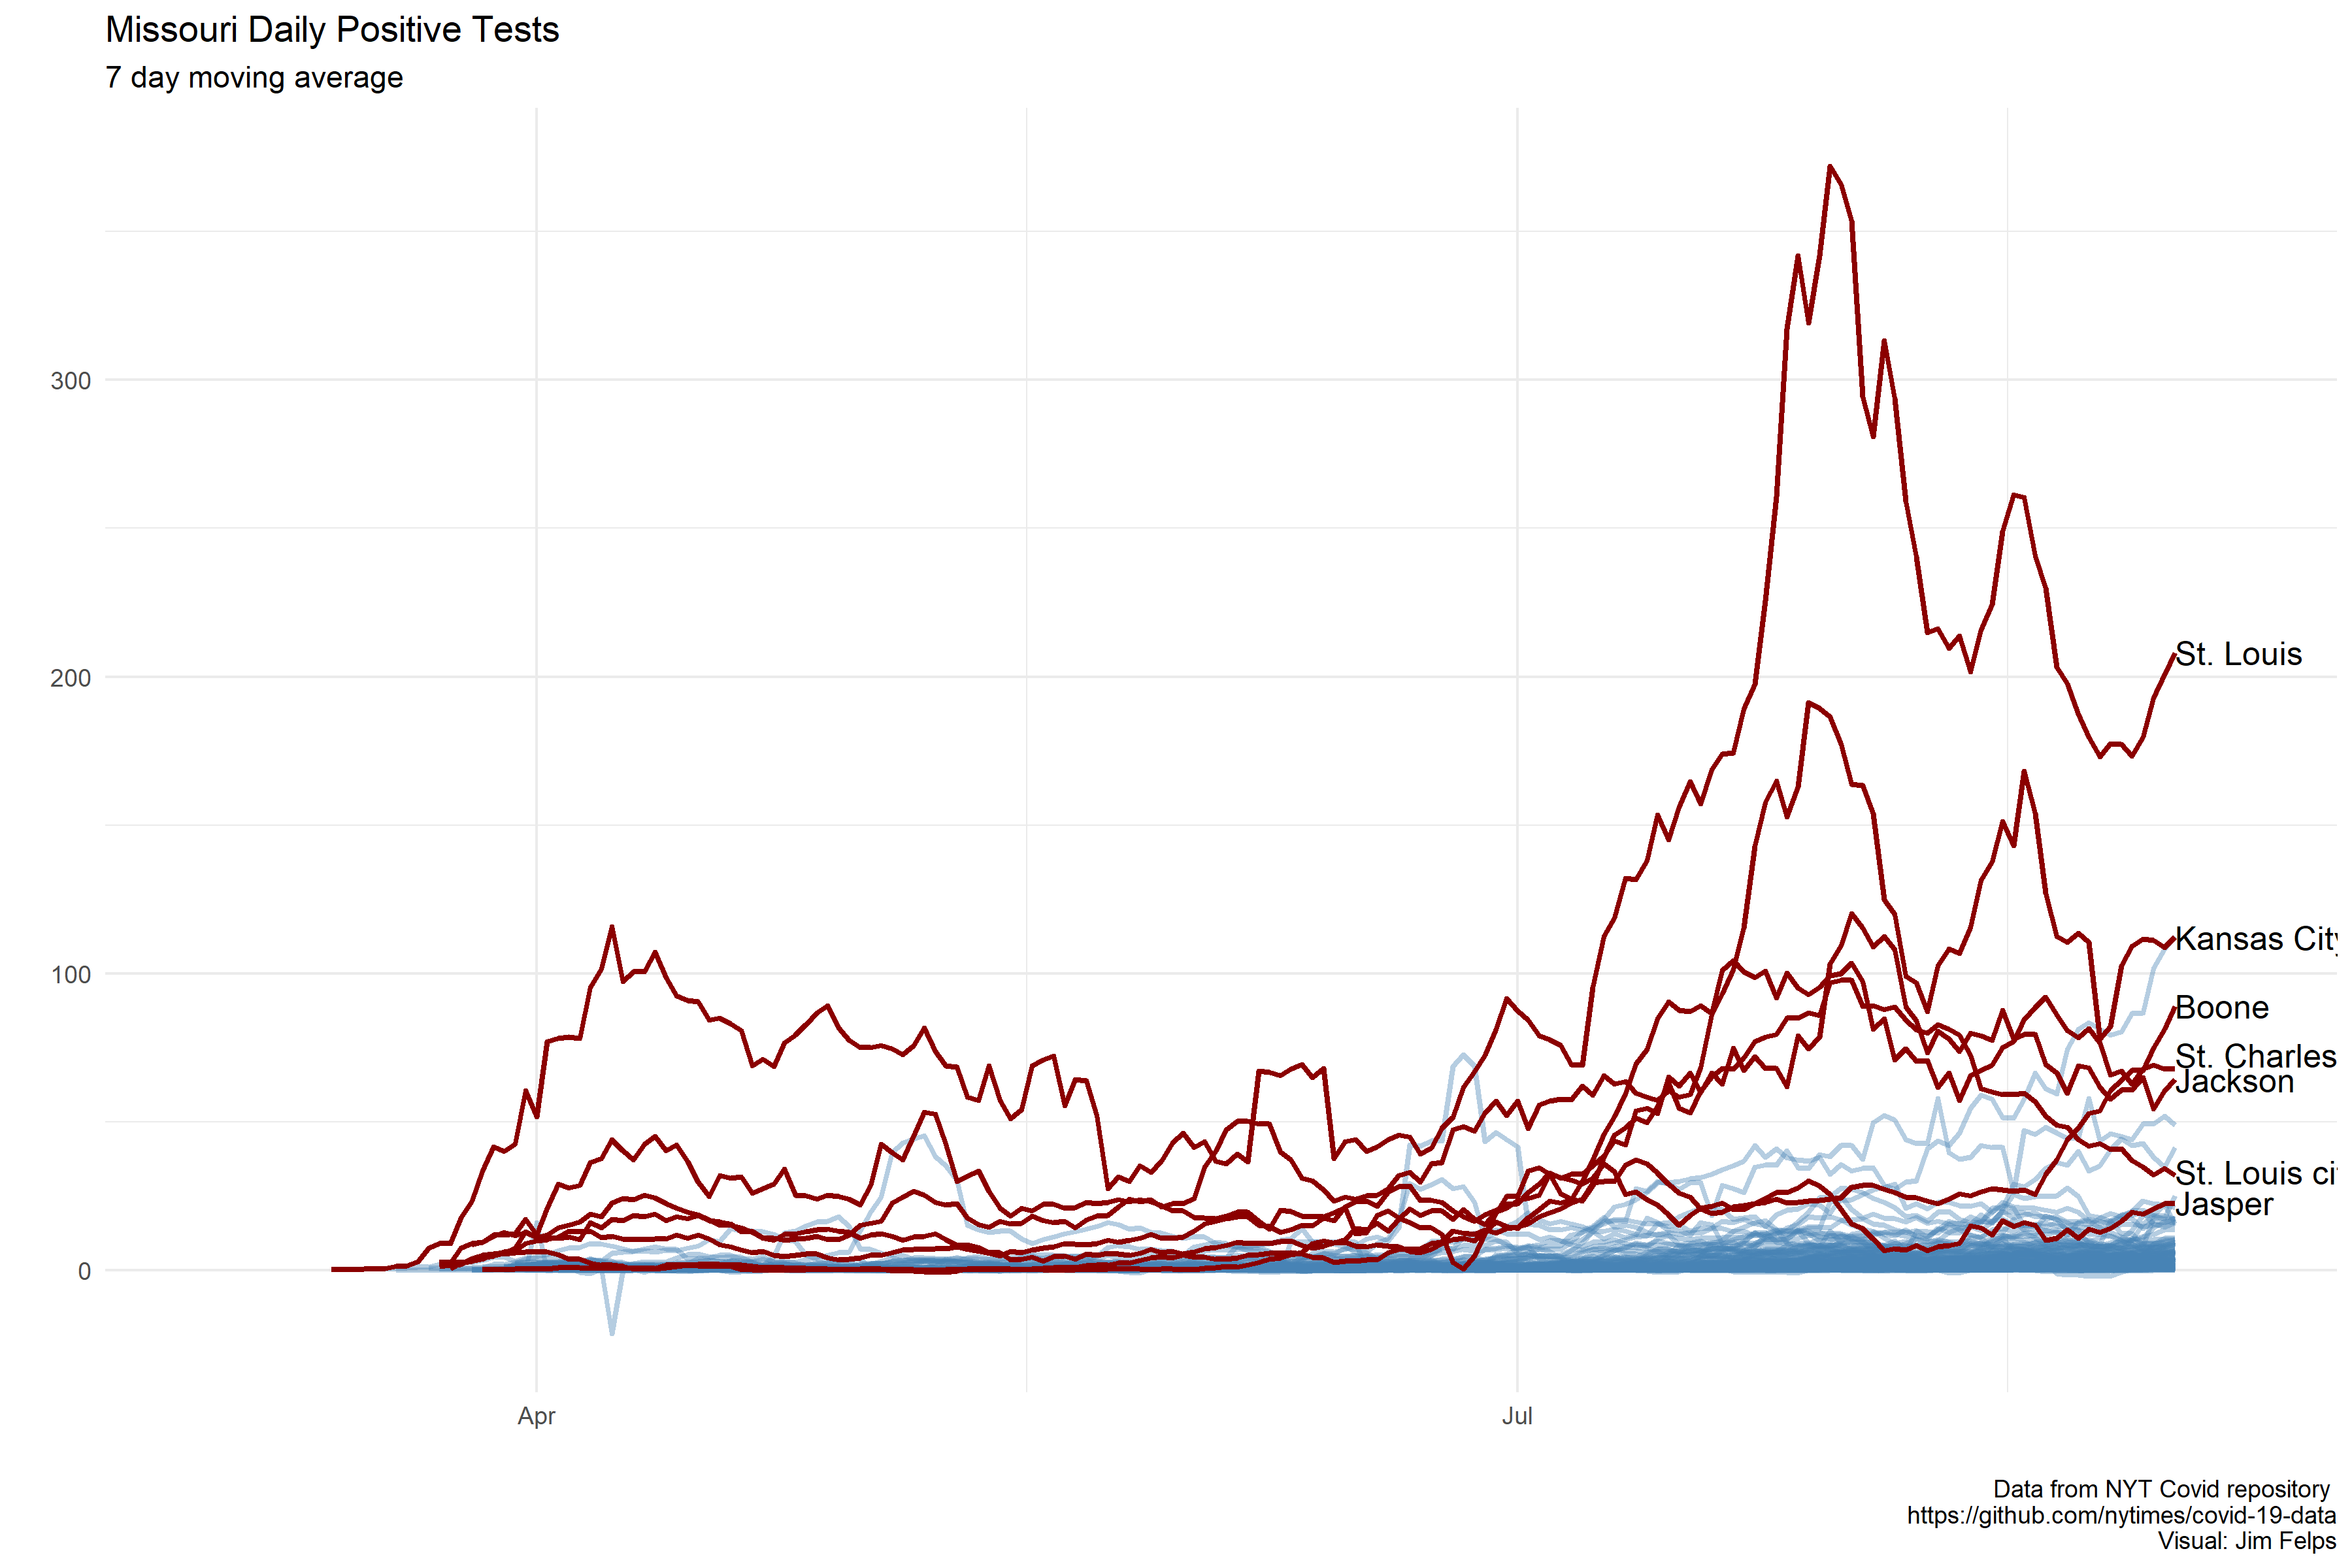 Missouri Daily Positive Tests
7 day moving average
300
200
100
0
St. Louis
Kansas City
Boone
St. Charles
Jackson
St. Louis cit
Jasper
Apr
Jul
Data from NYT Covid repository
https://github.com/nytimes/covid-19-data
Visual: Jim Felps